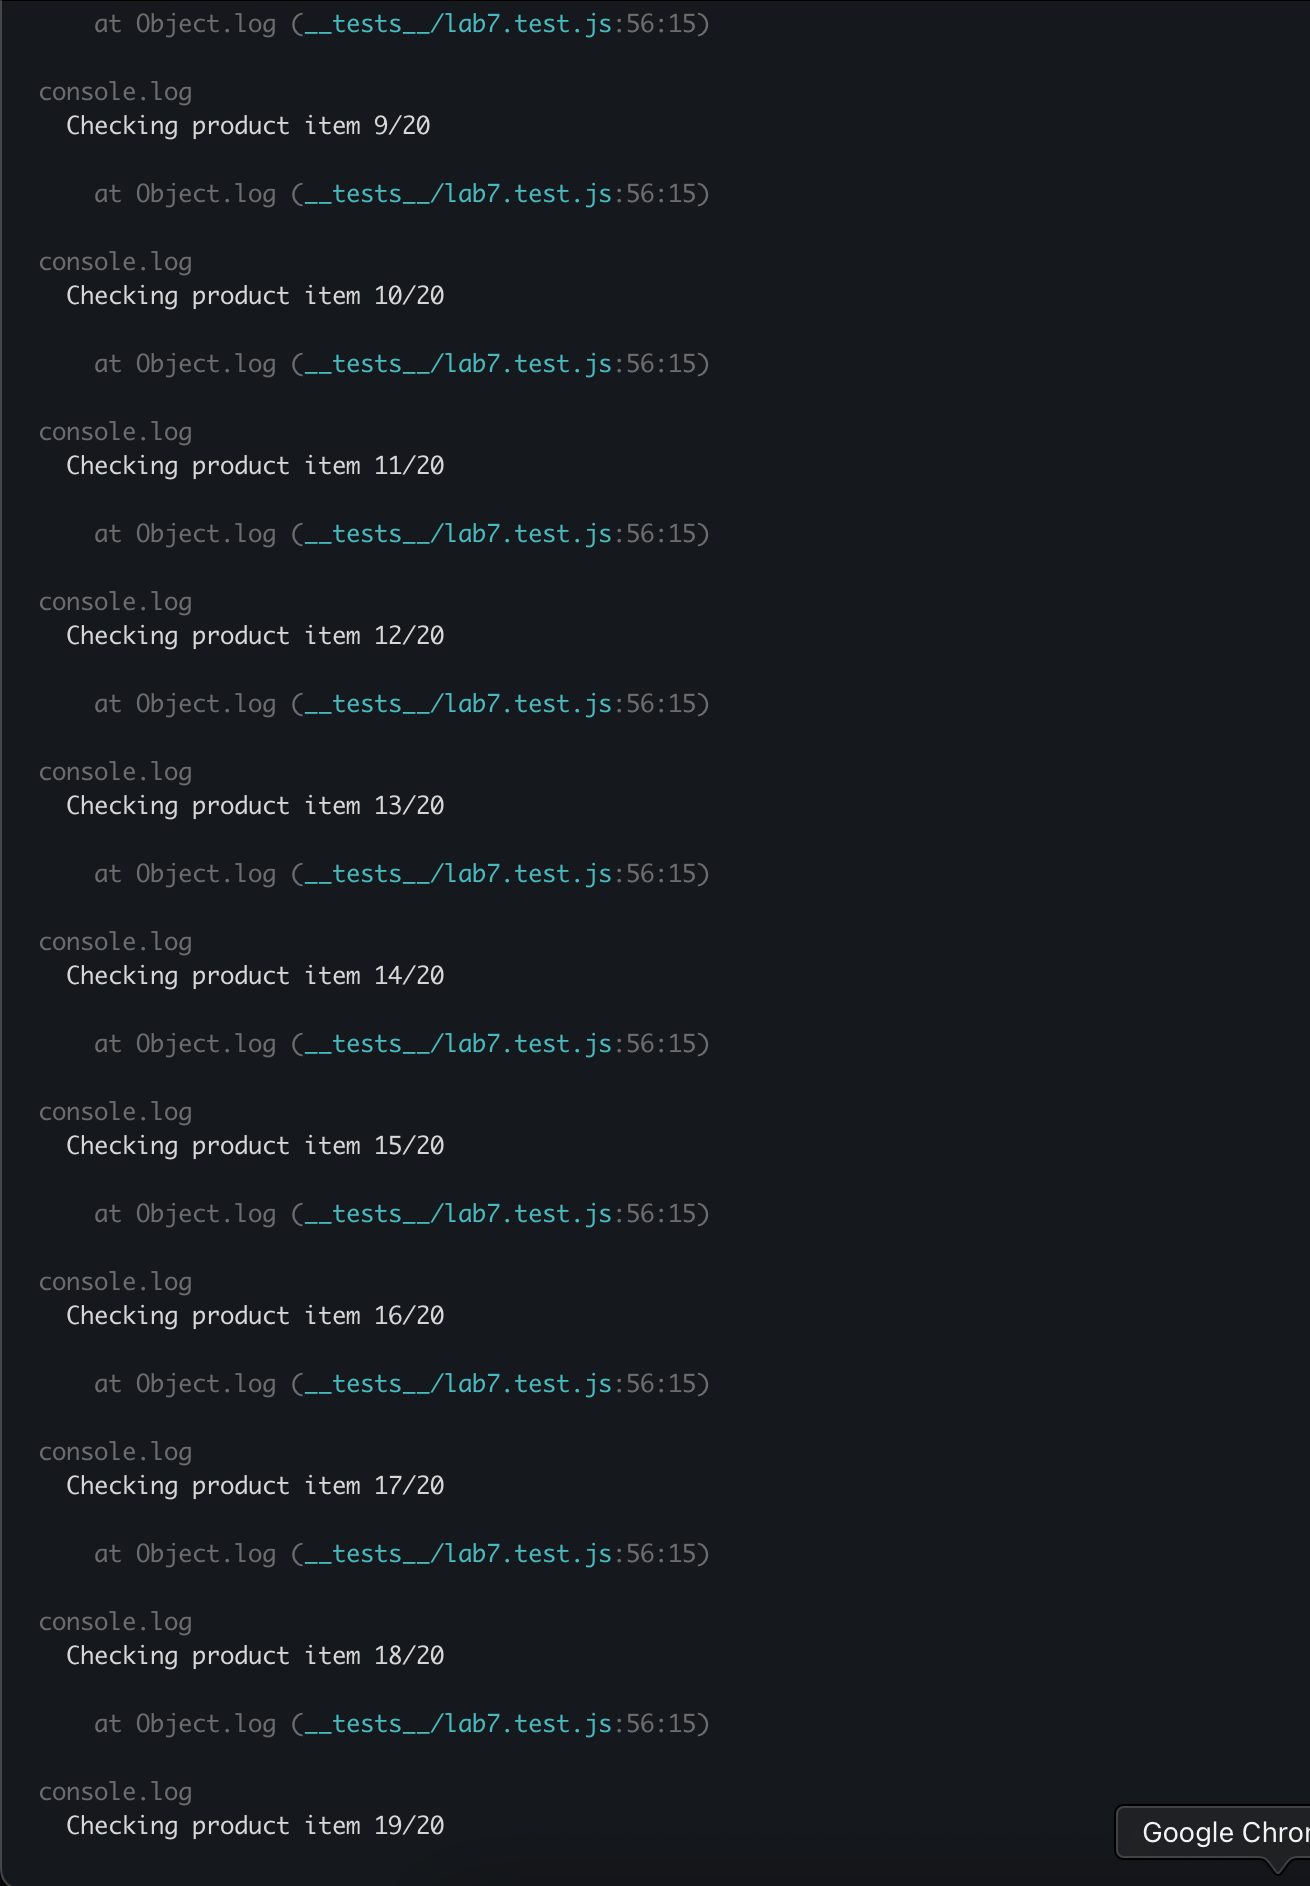 at Object.log (__tests__/lab7.test.js:56:15)
console.log
Checking product item 9/20
at Object.log (__tests__/lab7.test.js:56:15)
console.log
Checking product item 10/20
at Object.log (__tests__/lab7.test.js:56:15)
console.log
Checking product item 11/20
at Object.log (__tests__/lab7.test.js:56:15)
console.log
Checking product item 12/20
at Object.log (__tests__/lab7.test.js:56:15)
console.log
Checking product item 13/20
at Object.log (__tests__/lab7.test.js:56:15)
console.log
Checking product item 14/20
at Object.log (__tests__/lab7.test.js:56:15)
console.log
Checking product item 15/20
at Object.log (__tests__/lab7.test.js:56:15)
console.log
Checking product item 16/20
at Object.log (__tests__/lab7.test.js:56:15)
console.log
Checking product item 17/20
at Object.log (__tests__/lab7.test.js:56:15)
console.log
Checking product item 18/20
at Object.log (__tests__/lab7.test.js:56:15)
console.log
Checking product item 19/20
Google